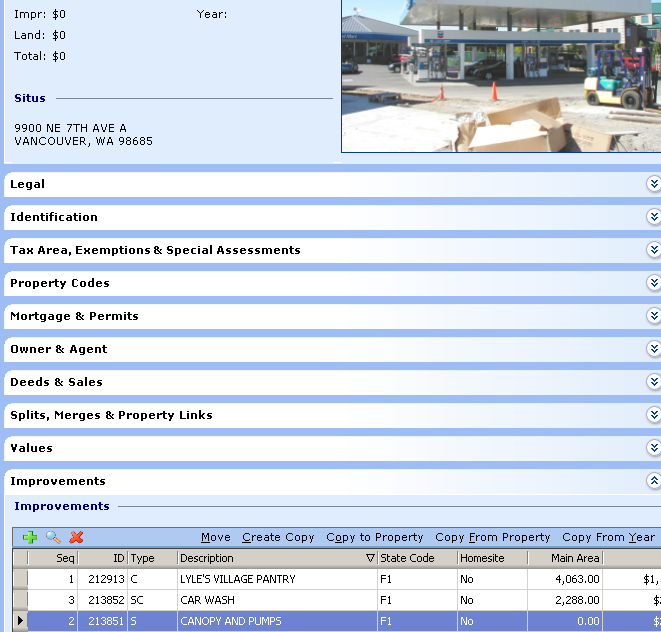 Impr: $0 Year:
Land: $0
Total: $0
Situs
9900 NE 7TH AVE A
VANCOUVER, WA 98685
Legal
Identification
Tax Area, Exemptions & Special Assessments
Property Codes
Mortgage & Permits
Owner & Agent
Deeds & Sales
Splits, Merges & Property Links
Values
Improvements
Improvements
Move Create Copy Copy to Property Copy From Property Copy From Year
Seq ID Type Description State Code Homesite Main Area
1 212913 C LYLE'S VILLAGE PANTRY F1 No 4,063.00 $1,
3 213852 SC CAR WASH F1 No 2,288.00
2 213851 S CANOPY AND PUMPS F1 No 0.00